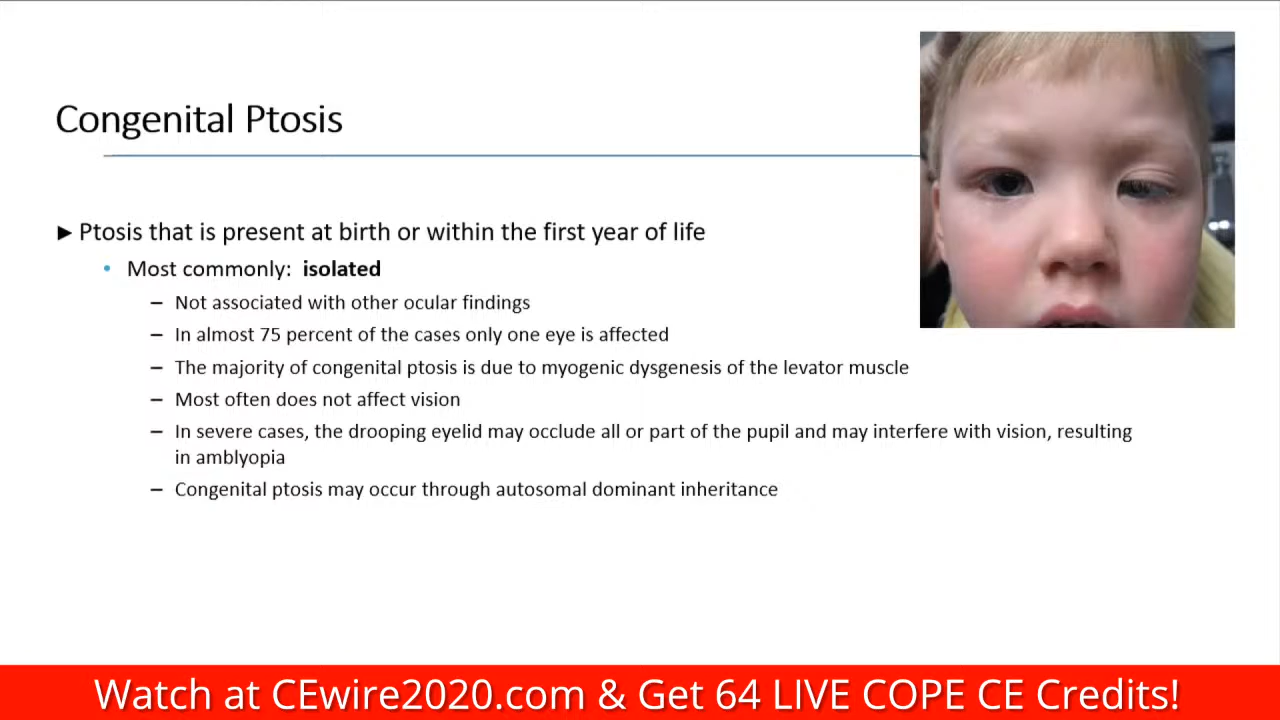 Congenital Ptosis
► Ptosis that is present at birth or within the first year of life
• Most commonly: isolated
– Not associated with other ocular findings
– In almost 75 percent of the cases only one eye is affected
– The majority of congenital ptosis is due to myogenic dysgenesis of the levator muscle
– Most often does not affect vision
– In severe cases, the drooping eyelid may occlude all or part of the pupil and may interfere with vision, resulting
in amblyopia
– Congenital ptosis may occur through autosomal dominant inheritance
Watch at CEwire2020.com & Get 64 LIVE COPE CE Credits!